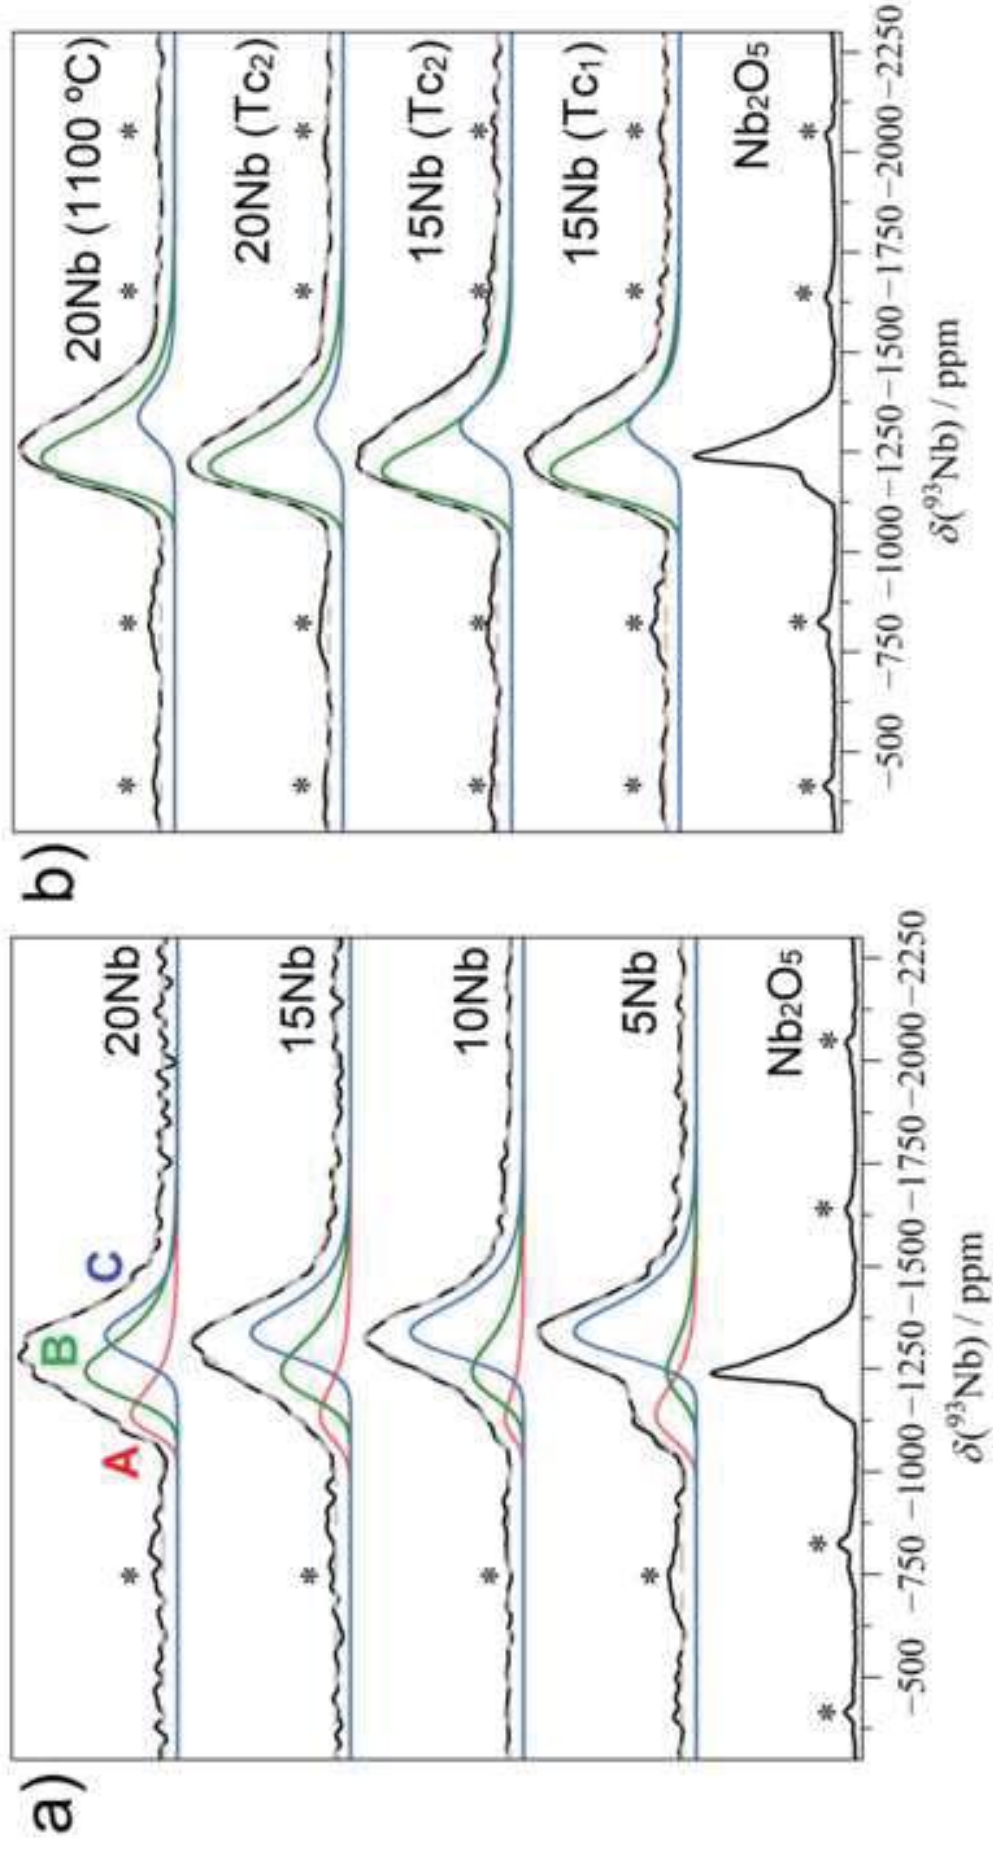 a)
A
B
C
20Nb
*
15Nb
*
10Nb
*
5Nb
*
Nb₂O₅
* * * *
−500 −750 −1000 −1250 −1500 −1750 −2000 −2250
δ(⁹³Nb) / ppm
b)
20Nb (1100 ºC)
* * * *
20Nb (Tc₂)
* * * *
15Nb (Tc₂)
* * * *
15Nb (Tc₁)
* * * *
Nb₂O₅
* * * *
−500 −750 −1000 −1250 −1500 −1750 −2000 −2250
δ(⁹³Nb) / ppm